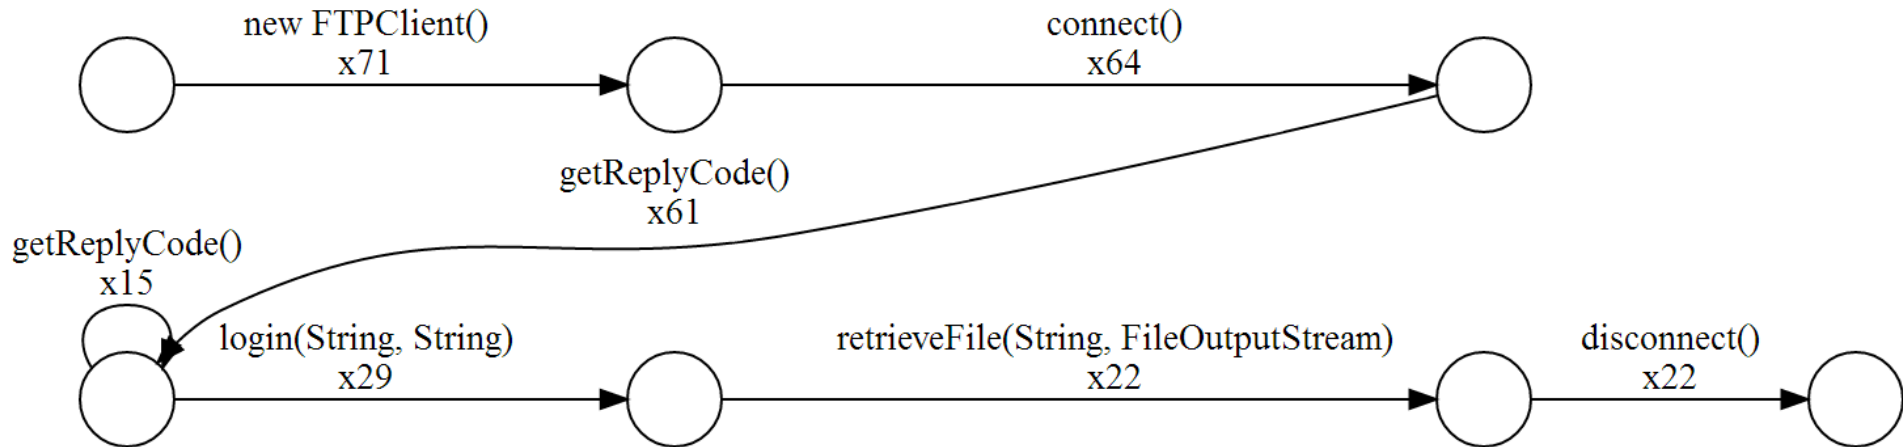 new FTPClient()
x71
connect()
x64
getReplyCode()
x61
getReplyCode()
x15
login(String, String)
x29
retrieveFile(String, FileOutputStream)
x22
disconnect()
x22